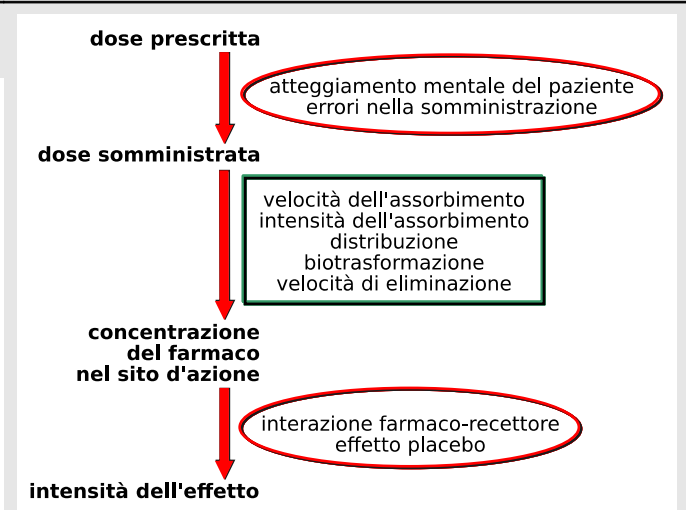 dose prescritta
atteggiamento mentale del paziente
errori nella somministrazione
dose somministrata
velocità dell'assorbimento
intensità dell'assorbimento
distribuzione
biotrasformazione
velocità di eliminazione
concentrazione
del farmaco
nel sito d'azione
interazione farmaco-recettore
effetto placebo
intensità dell'effetto